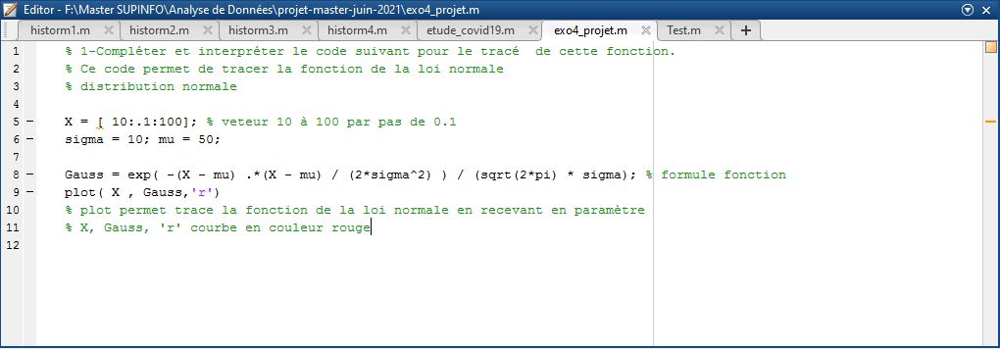 Editor - F:\Master SUPINFO\Analyse de Données\projet-master-juin-2021\exo4_projet.m
historm1.m historm2.m historm3.m historm4.m etude_covid19.m exo4_projet.m Test.m +
1 % 1-Compléter et interpréter le code suivant pour le tracé  de cette fonction.
2 % Ce code permet de tracer la fonction de la loi normale
3 % distribution normale
4
5 X = [ 10:.1:100]; % veteur 10 à 100 par pas de 0.1
6 sigma = 10; mu = 50;
7
8 Gauss = exp( -(X - mu) .*(X - mu) / (2*sigma^2) ) / (sqrt(2*pi) * sigma); % formule fonction
9 plot( X , Gauss,'r')
10 % plot permet trace la fonction de la loi normale en recevant en paramètre
11 % X, Gauss, 'r' courbe en couleur rouge
12